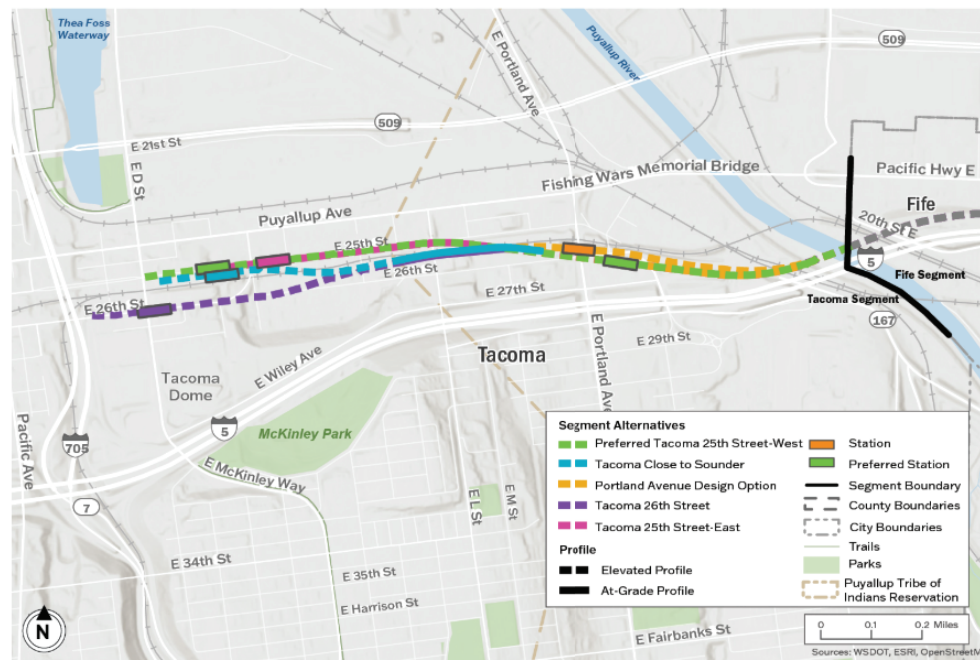 Thea Foss
Waterway
509
Puyallup River
E Portland Ave
509
E 21st St
E D St
Fishing Wars Memorial Bridge
Pacific Hwy E
Fife
20th St E
Puyallup Ave
E 25th St
E 26th St
E 26th St
E 27th St
5
Fife Segment
Tacoma Segment
167
E Wiley Ave
Tacoma
E Portland Ave
E 29th St
Tacoma
Dome
McKinley Park
5
705
Pacific Ave
7
E McKinley Way
E L St
E M St
E 34th St
E 35th St
E Harrison St
E Fairbanks St
N
Segment Alternatives
Preferred Tacoma 25th Street-West
Tacoma Close to Sounder
Portland Avenue Design Option
Tacoma 26th Street
Tacoma 25th Street-East
Profile
Elevated Profile
At-Grade Profile
Station
Preferred Station
Segment Boundary
County Boundaries
City Boundaries
Trails
Parks
Puyallup Tribe of
Indians Reservation
0 0.2 Miles
Sources: WSDOT, ESRI, OpenStreet